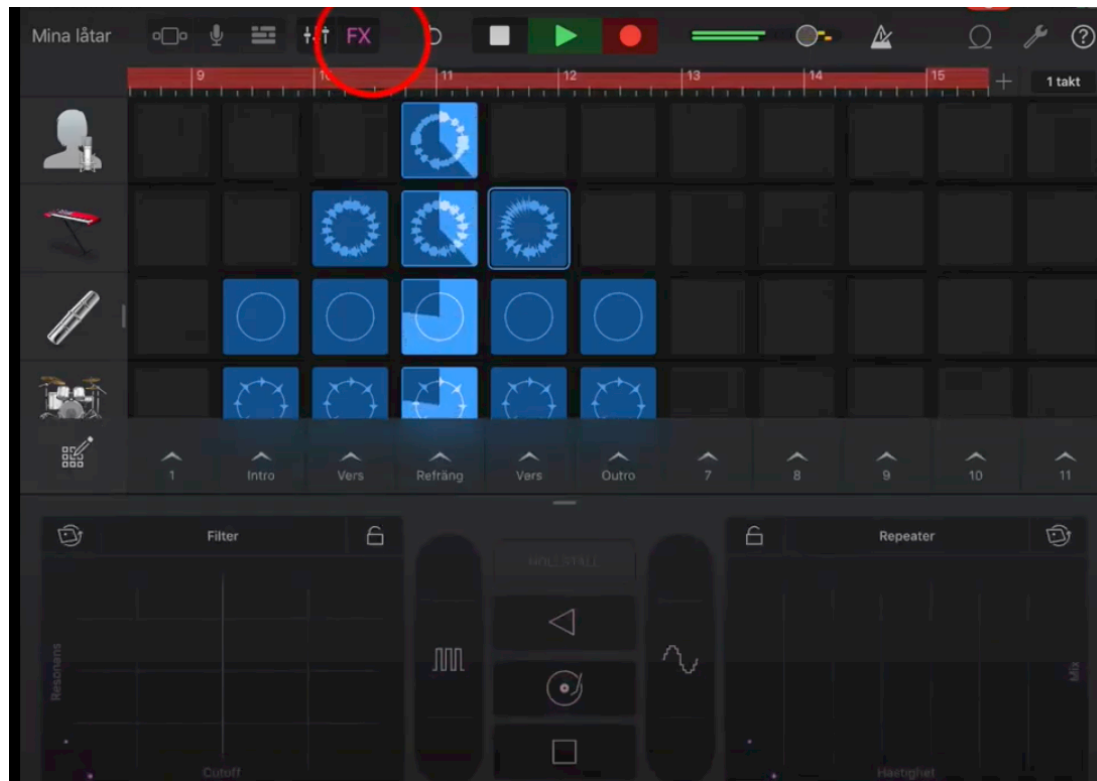 Mina låtar FX ?
9 10 11 12 13 14 15 + 1 takt
1 Intro Vers Refräng Vers Outro 7 8 9 10 11
Filter Repeater
NOLLSTÄLL
Resonans
Mix
Cutoff Hastighet